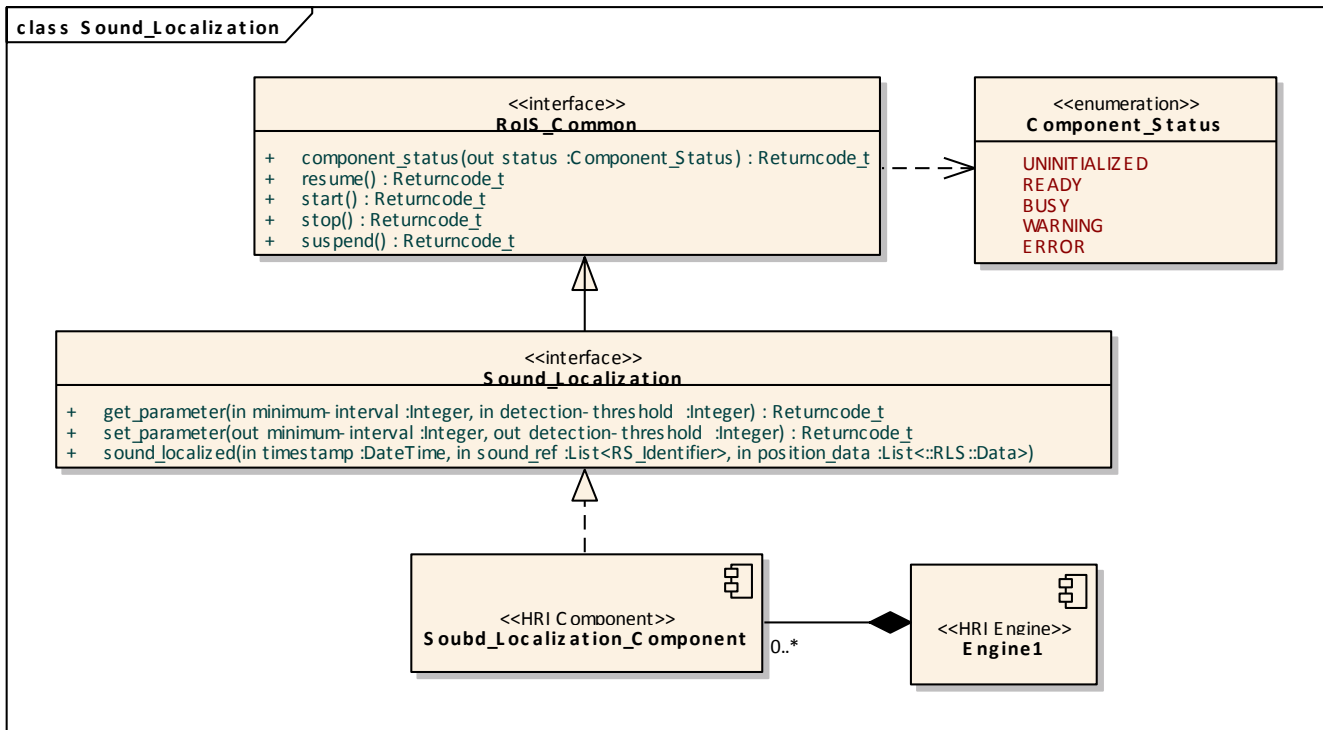 class Sound_Localization
<<interface>>
RoIS_Common
+ component_status(out status :Component_Status) : Returncode_t
+ resume() : Returncode_t
+ start() : Returncode_t
+ stop() : Returncode_t
+ suspend() : Returncode_t
<<enumeration>>
Component_Status
UNINITIALIZED
READY
BUSY
WARNING
ERROR
<<interface>>
Sound_Localization
+ get_parameter(in minimum-interval :Integer, in detection-threshold :Integer) : Returncode_t
+ set_parameter(out minimum-interval :Integer, out detection-threshold :Integer) : Returncode_t
+ sound_localized(in timestamp :DateTime, in sound_ref :List<RS_Identifier>, in position_data :List<::RLS::Data>)
<<HRI Component>>
Soubd_Localization_Component
0..*
<<HRI Engine>>
Engine1